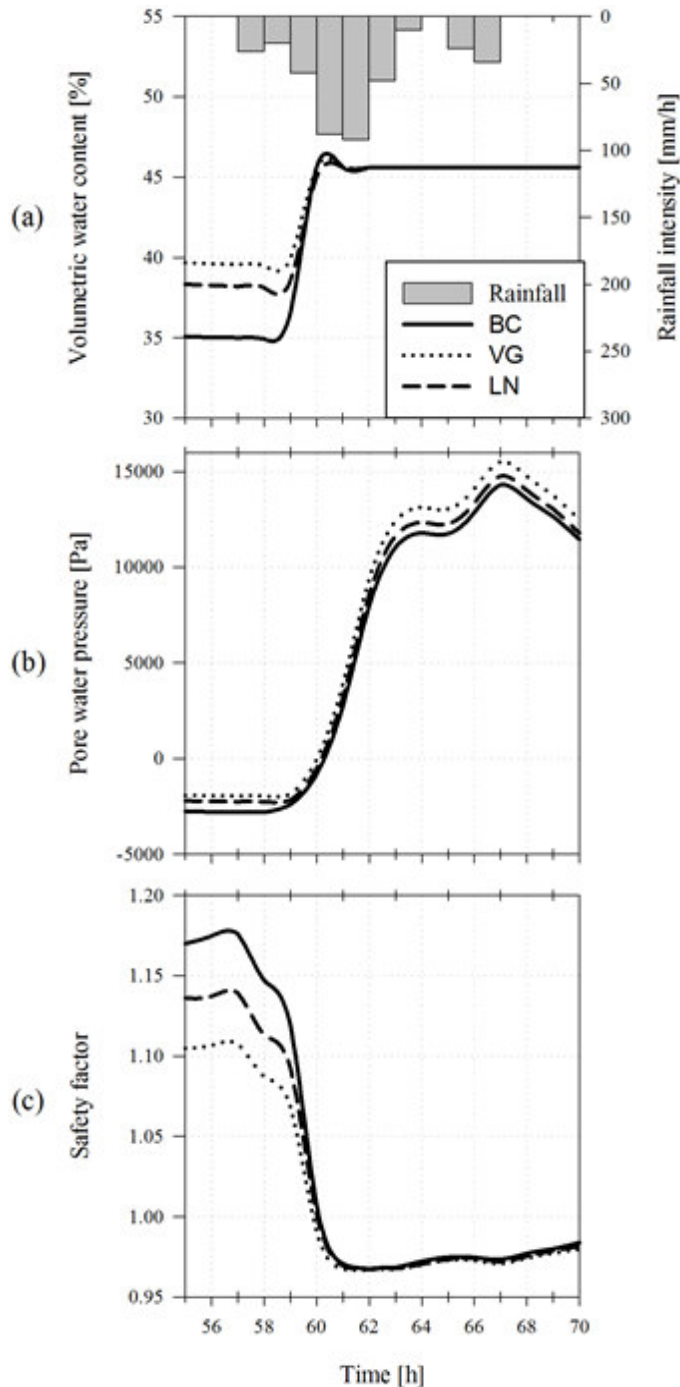 55
50
45
40
35
30
Volumetric water content [%]
(a)
0
50
100
150
200
250
300
Rainfall intensity [mm/h]
Rainfall
BC
VG
LN
15000
10000
5000
0
-5000
Pore water pressure [Pa]
(b)
1.20
1.15
1.10
1.05
1.00
0.95
Safety factor
(c)
56 58 60 62 64 66 68 70
Time [h]